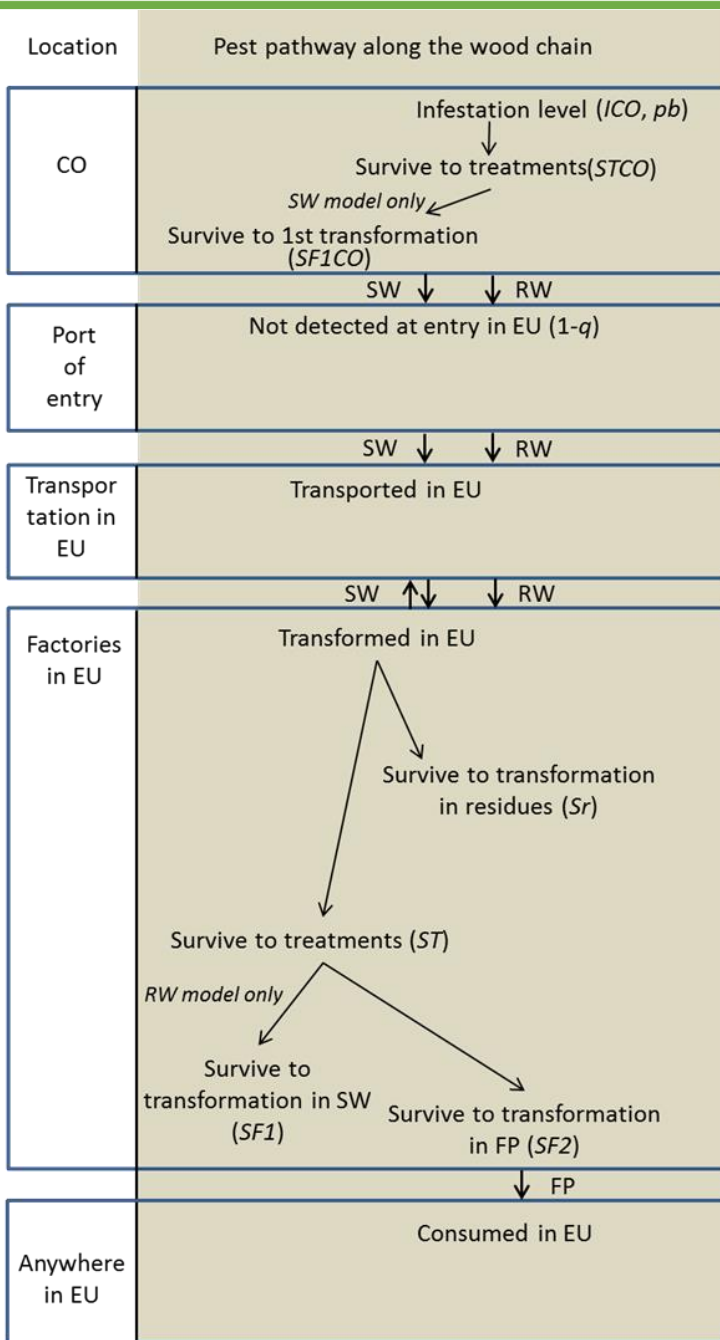 Location
Pest pathway along the wood chain
CO
Infestation level (ICO, pb)
Survive to treatments(STCO)
SW model only
Survive to 1st transformation
(SF1CO)
SW
RW
Port
of
entry
Not detected at entry in EU (1-q)
SW
RW
Transpor
tation in
EU
Transported in EU
SW
RW
Factories
in EU
Transformed in EU
Survive to transformation
in residues (Sr)
Survive to treatments (ST)
RW model only
Survive to
transformation in SW
(SF1)
Survive to transformation
in FP (SF2)
FP
Anywhere
in EU
Consumed in EU